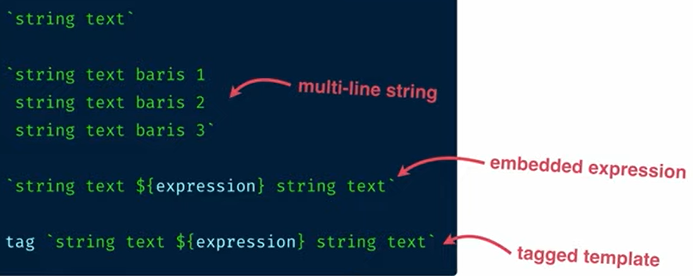 `string text`
`string text baris 1
string text baris 2
string text baris 3`
multi-line string
`string text ${expression} string text`
embedded expression
tag `string text ${expression} string text`
tagged template